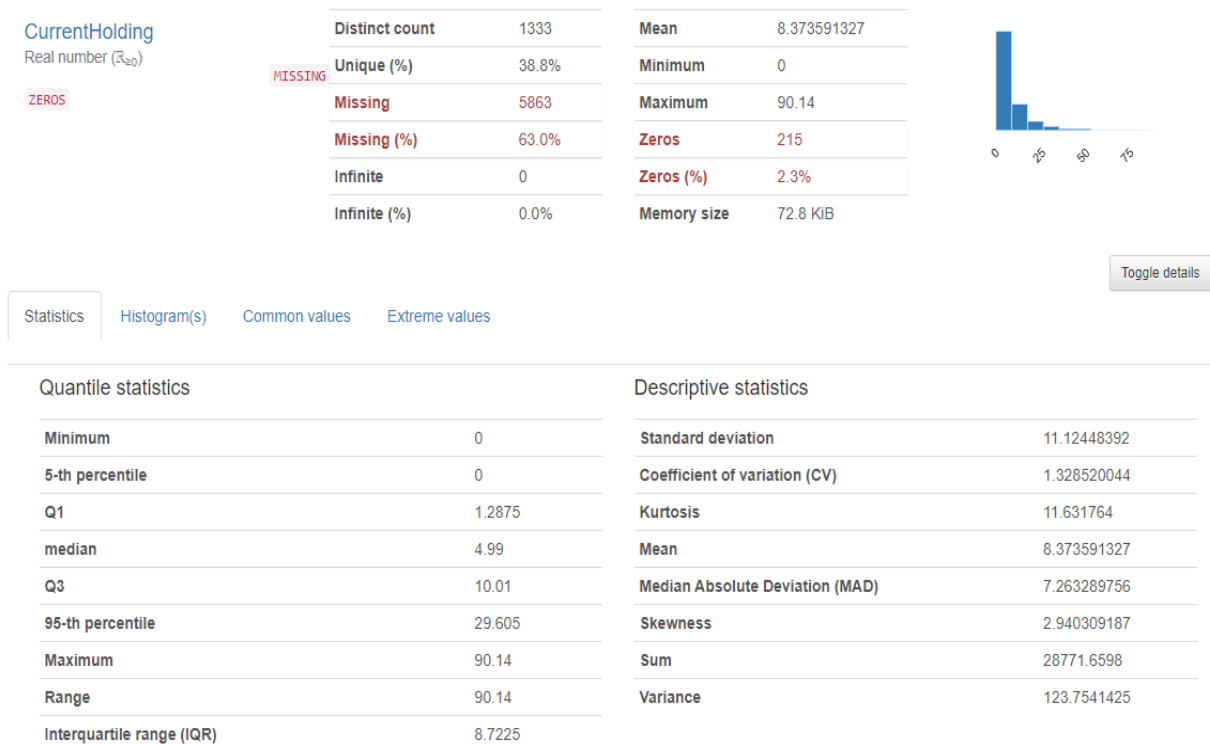 CurrentHolding
Real number (ℝ≥0)
MISSING
ZEROS
Distinct count 1333
Unique (%) 38.8%
Missing 5863
Missing (%) 63.0%
Infinite 0
Infinite (%) 0.0%
Mean 8.373591327
Minimum 0
Maximum 90.14
Zeros 215
Zeros (%) 2.3%
Memory size 72.8 KiB
0 25 50 75
Toggle details
Statistics Histogram(s) Common values Extreme values
Quantile statistics
Minimum 0
5-th percentile 0
Q1 1.2875
median 4.99
Q3 10.01
95-th percentile 29.605
Maximum 90.14
Range 90.14
Interquartile range (IQR) 8.7225
Descriptive statistics
Standard deviation 11.12448392
Coefficient of variation (CV) 1.328520044
Kurtosis 11.631764
Mean 8.373591327
Median Absolute Deviation (MAD) 7.263289756
Skewness 2.940309187
Sum 28771.6598
Variance 123.7541425